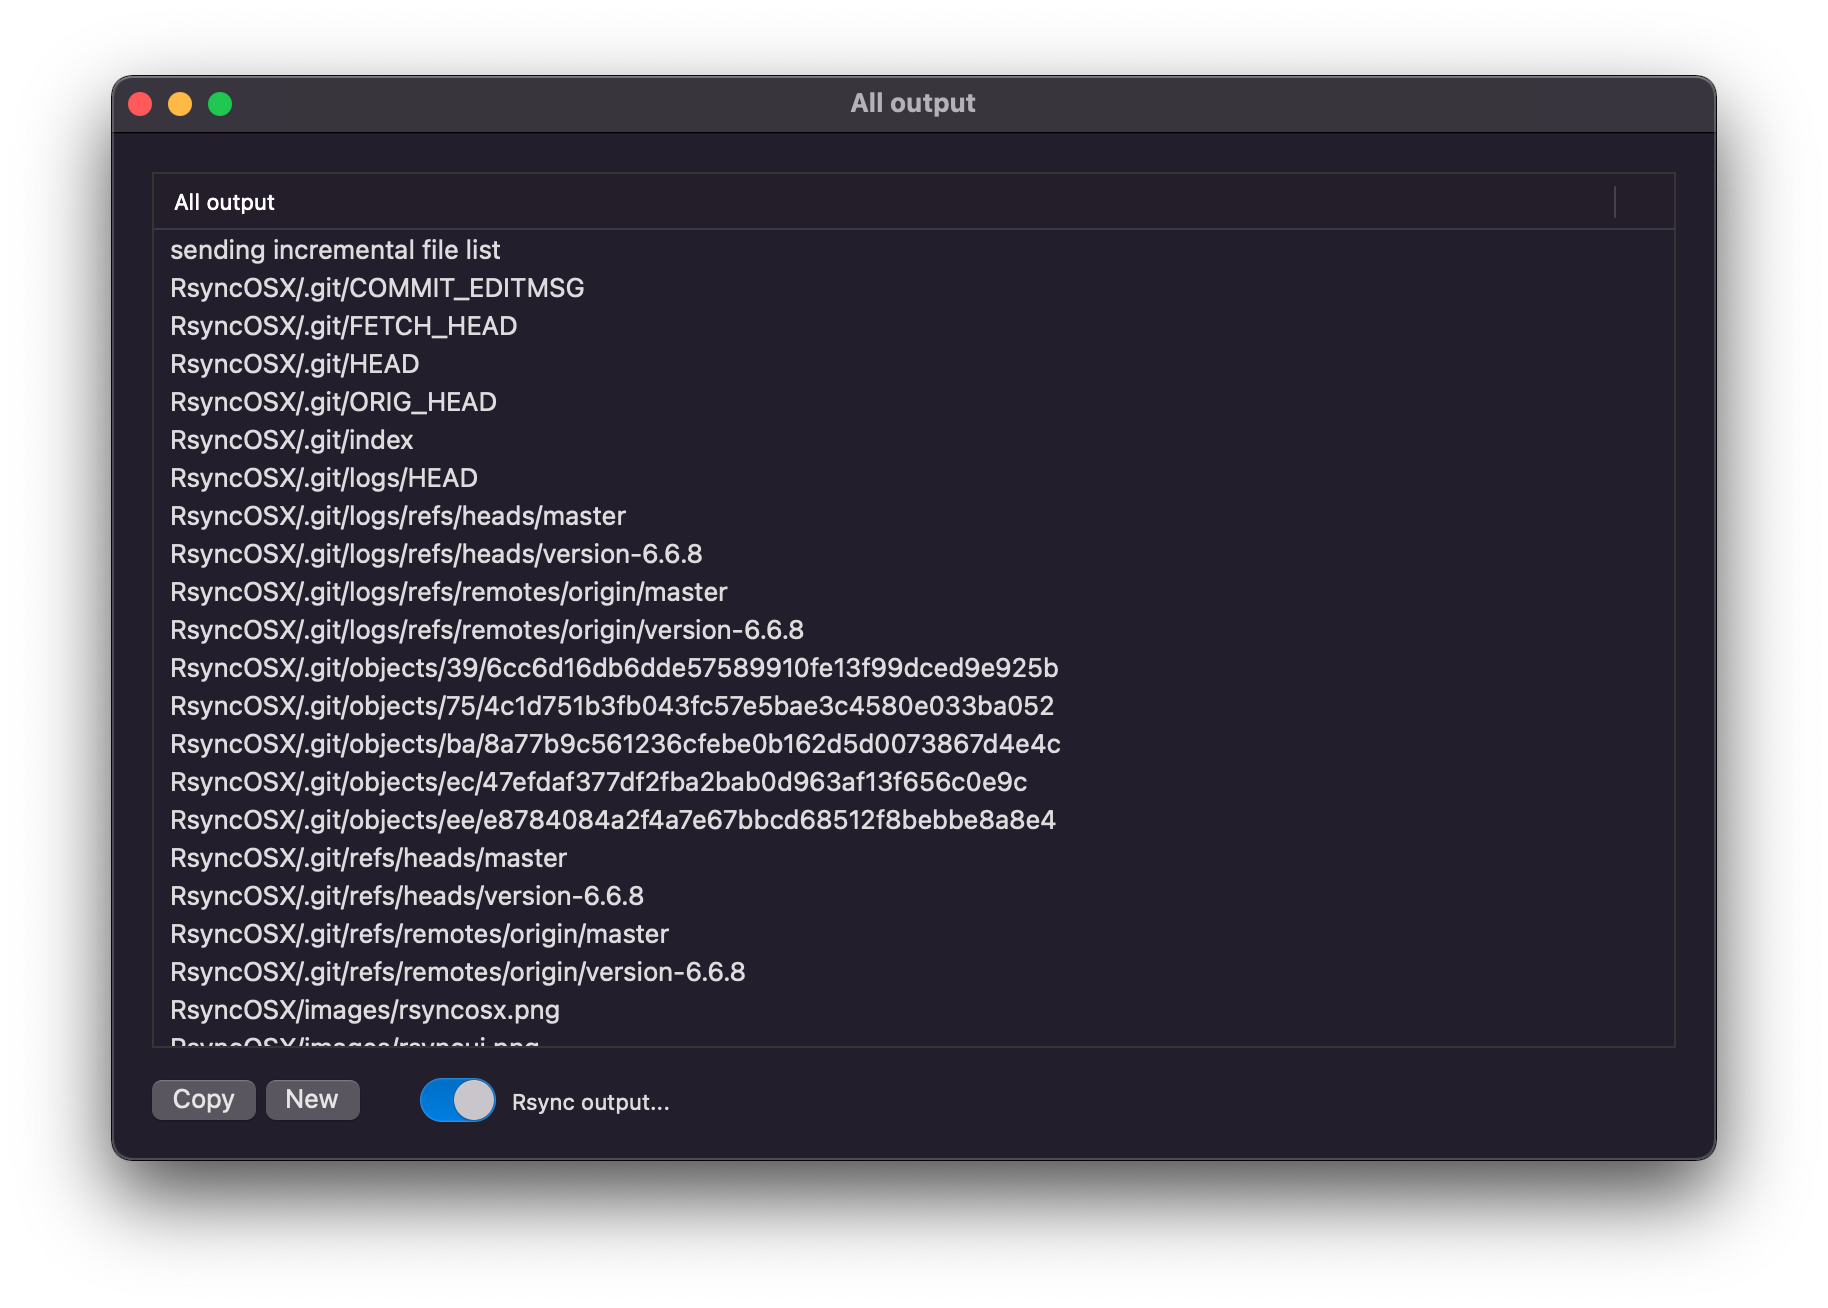 All output
All output
sending incremental file list
RsyncOSX/.git/COMMIT_EDITMSG
RsyncOSX/.git/FETCH_HEAD
RsyncOSX/.git/HEAD
RsyncOSX/.git/ORIG_HEAD
RsyncOSX/.git/index
RsyncOSX/.git/logs/HEAD
RsyncOSX/.git/logs/refs/heads/master
RsyncOSX/.git/logs/refs/heads/version-6.6.8
RsyncOSX/.git/logs/refs/remotes/origin/master
RsyncOSX/.git/logs/refs/remotes/origin/version-6.6.8
RsyncOSX/.git/objects/39/6cc6d16db6dde57589910fe13f99dced9e925b
RsyncOSX/.git/objects/75/4c1d751b3fb043fc57e5bae3c4580e033ba052
RsyncOSX/.git/objects/ba/8a77b9c561236cfebe0b162d5d0073867d4e4c
RsyncOSX/.git/objects/ec/47efdaf377df2fba2bab0d963af13f656c0e9c
RsyncOSX/.git/objects/ee/e8784084a2f4a7e67bbcd68512f8bebbe8a8e4
RsyncOSX/.git/refs/heads/master
RsyncOSX/.git/refs/heads/version-6.6.8
RsyncOSX/.git/refs/remotes/origin/master
RsyncOSX/.git/refs/remotes/origin/version-6.6.8
RsyncOSX/images/rsyncosx.png
RsyncOSX/images/rsyncui.png
Copy New Rsync output...